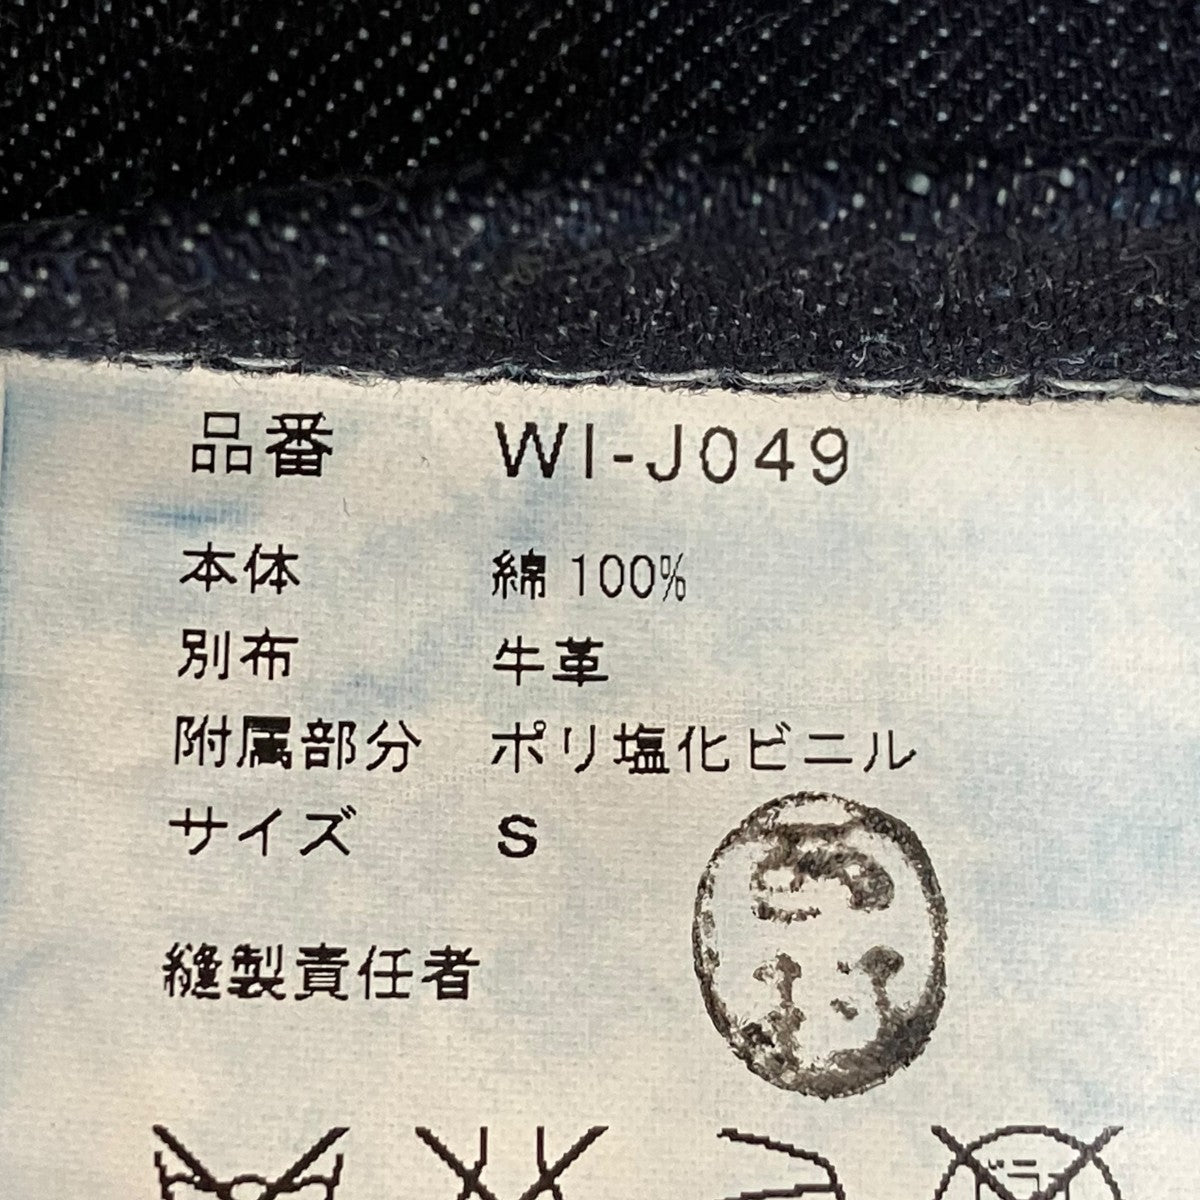 品番 WI-J049
本体 綿 100%
別布 牛革
附属部分 ポリ塩化ビニル
サイズ S
縫製責任者